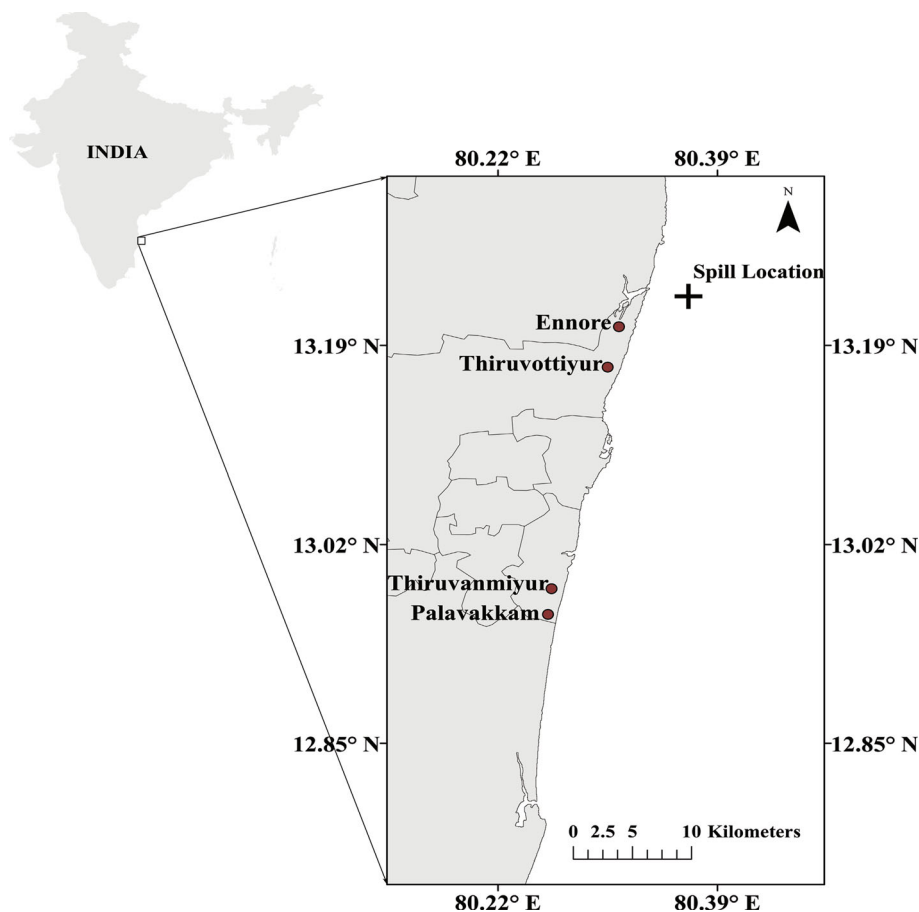 INDIA
80.22° E 80.39° E
N
Spill Location
Ennore
13.19° N 13.19° N
Thiruvottiyur
13.02° N 13.02° N
Thiruvanmiyur
Palavakkam
12.85° N 12.85° N
0 2.5 5 10 Kilometers
80.22° E 80.39° E